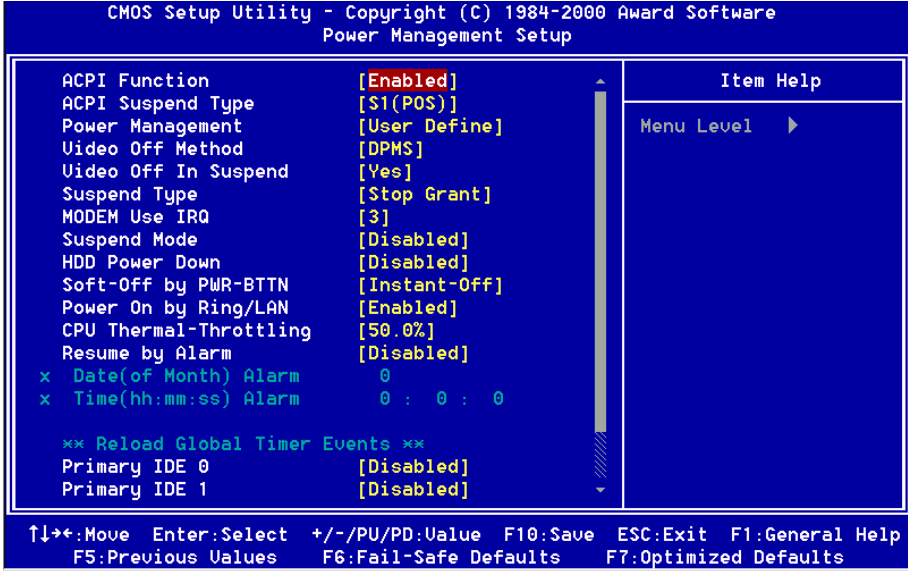 CMOS Setup Utility - Copyright (C) 1984-2000 Award Software
Power Management Setup
ACPI Function [Enabled]
ACPI Suspend Type [S1(POS)]
Power Management [User Define]
Video Off Method [DPMS]
Video Off In Suspend [Yes]
Suspend Type [Stop Grant]
MODEM Use IRQ [3]
Suspend Mode [Disabled]
HDD Power Down [Disabled]
Soft-Off by PWR-BTTN [Instant-Off]
Power On by Ring/LAN [Enabled]
CPU Thermal-Throttling [50.0%]
Resume by Alarm [Disabled]
x Date(of Month) Alarm 0
x Time(hh:mm:ss) Alarm 0 : 0 : 0
** Reload Global Timer Events **
Primary IDE 0 [Disabled]
Primary IDE 1 [Disabled]
Item Help
Menu Level
↑↓→←:Move Enter:Select +/-/PU/PD:Value F10:Save ESC:Exit F1:General Help
F5:Previous Values F6:Fail-Safe Defaults F7:Optimized Defaults